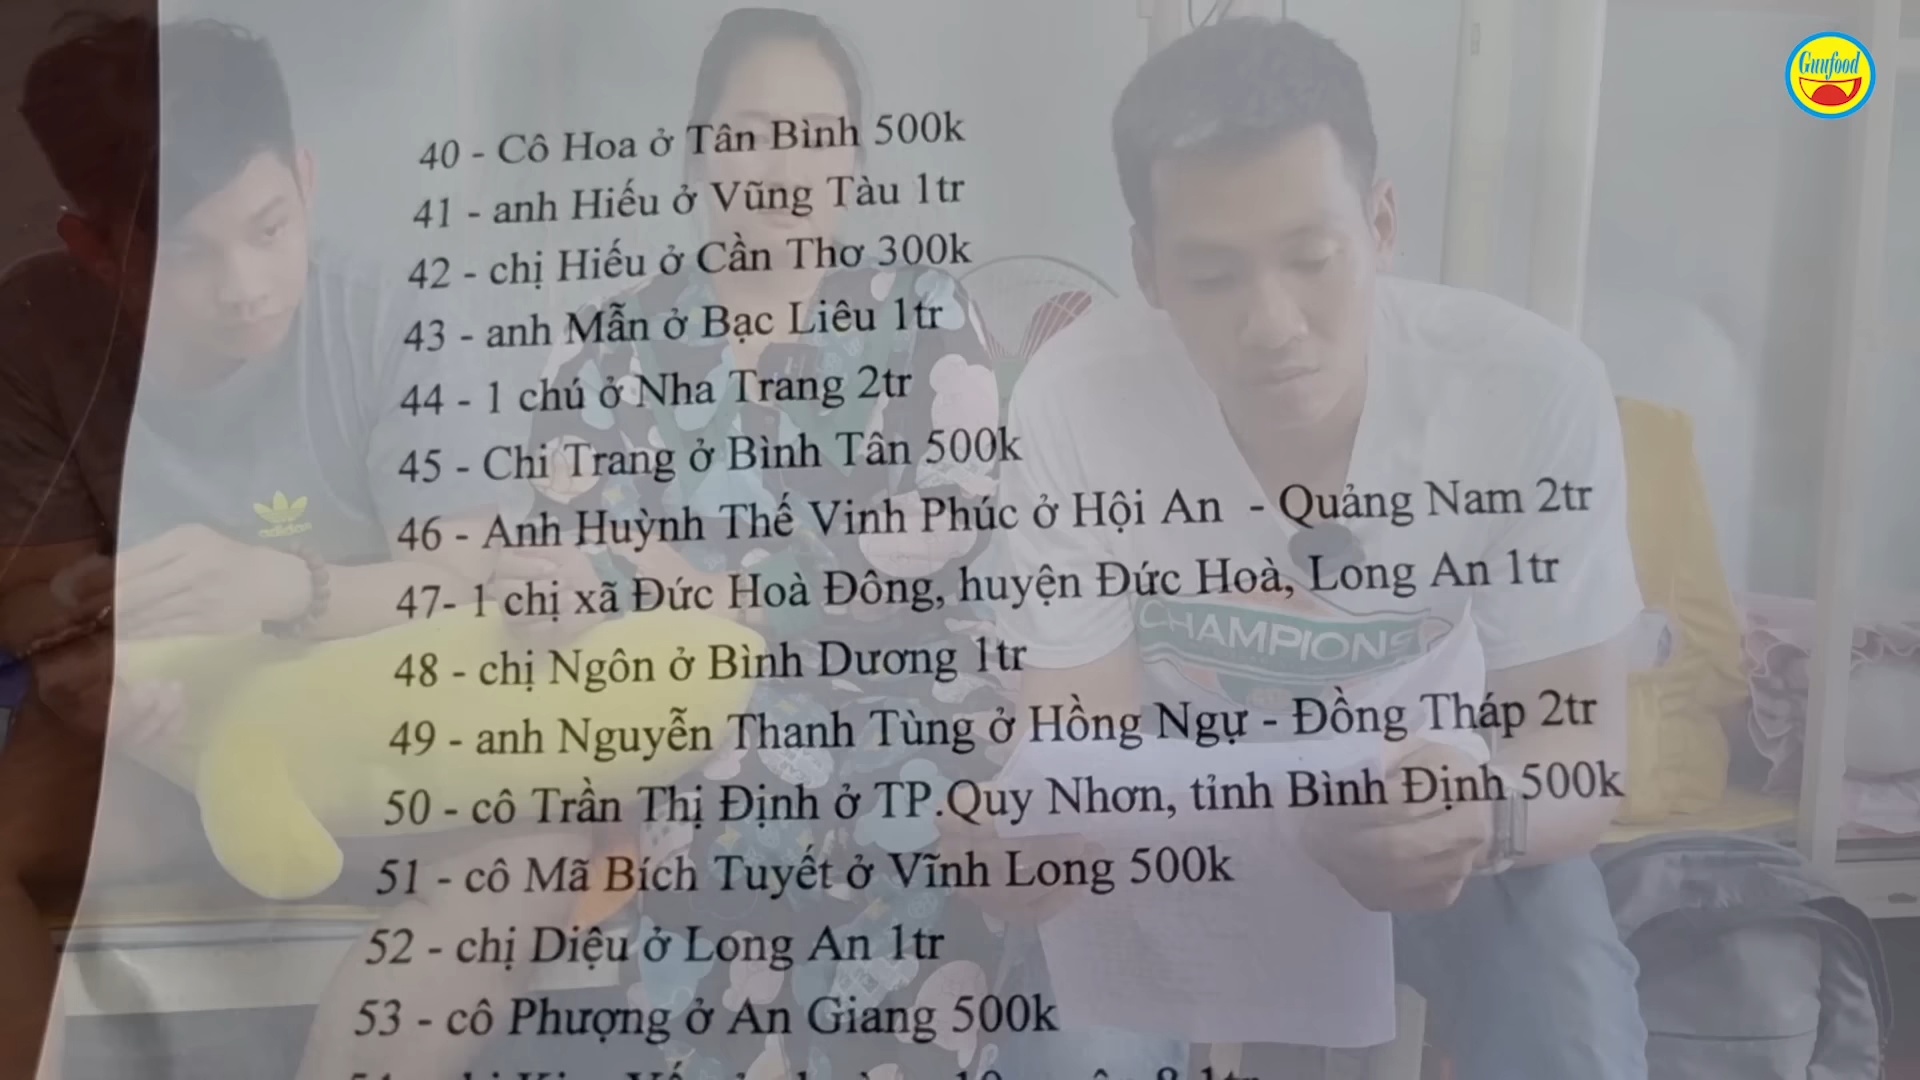 Guufood
40 - Cô Hoa ở Tân Bình 500k
41 - anh Hiếu ở Vũng Tàu 1tr
42 - chị Hiếu ở Cần Thơ 300k
43 - anh Mẫn ở Bạc Liêu 1tr
44 - 1 chú ở Nha Trang 2tr
45 - Chi Trang ở Bình Tân 500k
46 - Anh Huỳnh Thế Vinh Phúc ở Hội An - Quảng Nam 2tr
47- 1 chị xã Đức Hoà Đông, huyện Đức Hoà, Long An 1tr
48 - chị Ngôn ở Bình Dương 1tr
49 - anh Nguyễn Thanh Tùng ở Hồng Ngự - Đồng Tháp 2tr
50 - cô Trần Thị Định ở TP.Quy Nhơn, tỉnh Bình Định 500k
51 - cô Mã Bích Tuyết ở Vĩnh Long 500k
52 - chị Diệu ở Long An 1tr
53 - cô Phượng ở An Giang 500k
adidas
CHAMPIONS